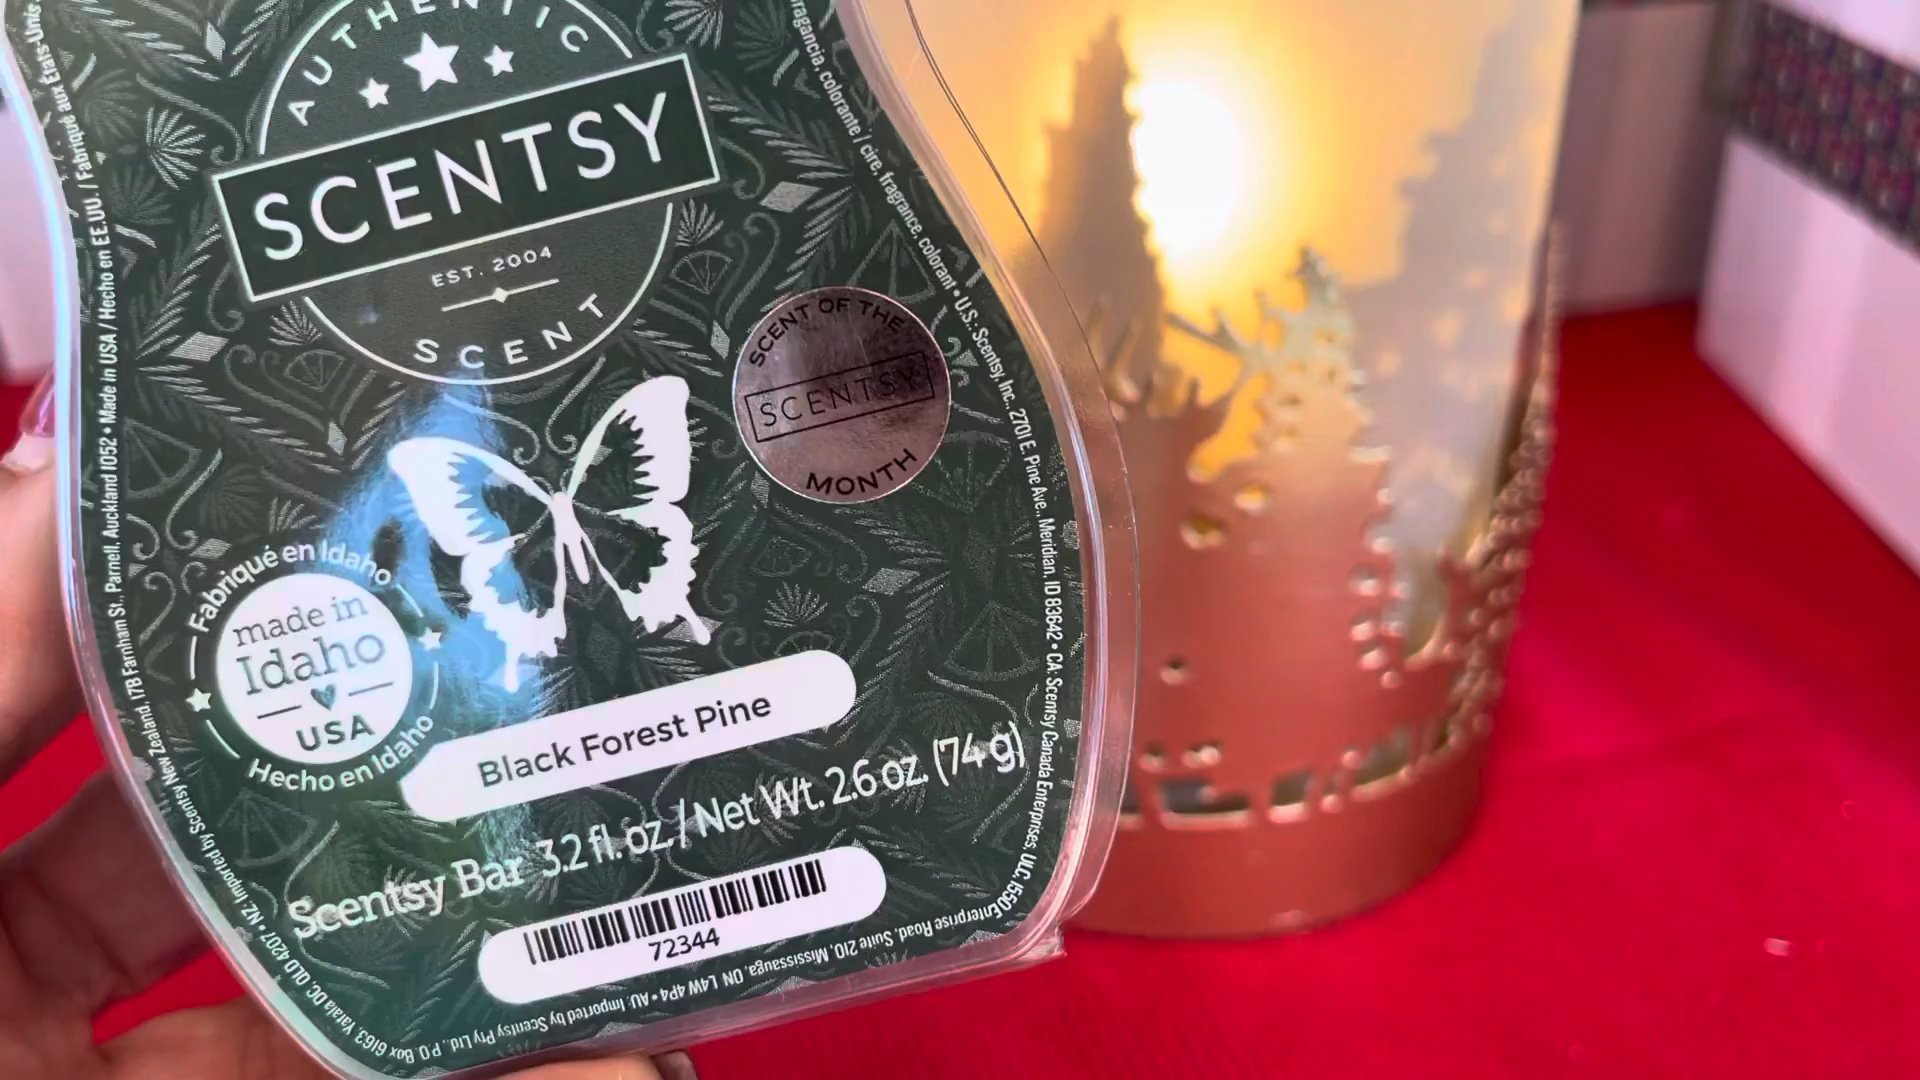 AUTHENTIC
SCENTSY
EST. 2004
SCENT
SCENT OF THE
SCENTSY
MONTH
Fabriqué en Idaho
made in
Idaho
USA
Hecho en Idaho
Black Forest Pine
Scentsy Bar 3.2 fl. oz. / Net Wt. 2.6 oz. (74 g)
72344
fragancia, colorante / cire, fragrance, colorant • U.S.: Scentsy, Inc., 2701 E. Pine Ave., Meridian, ID 83642 • CA: Scentsy Canada Enterprises, ULC, 1550 Enterprise Road, Suite 210, Mississauga, ON L4W 4P4 • AU: Imported by Scentsy Pty Ltd., P.O. Box 6163, Yatala DC, QLD 4207 • NZ: Imported by Scentsy New Zealand, 17B Farnham St., Parnell, Auckland 1052 • Made in USA / Hecho en EE.UU. / Fabriqué aux États-Unis